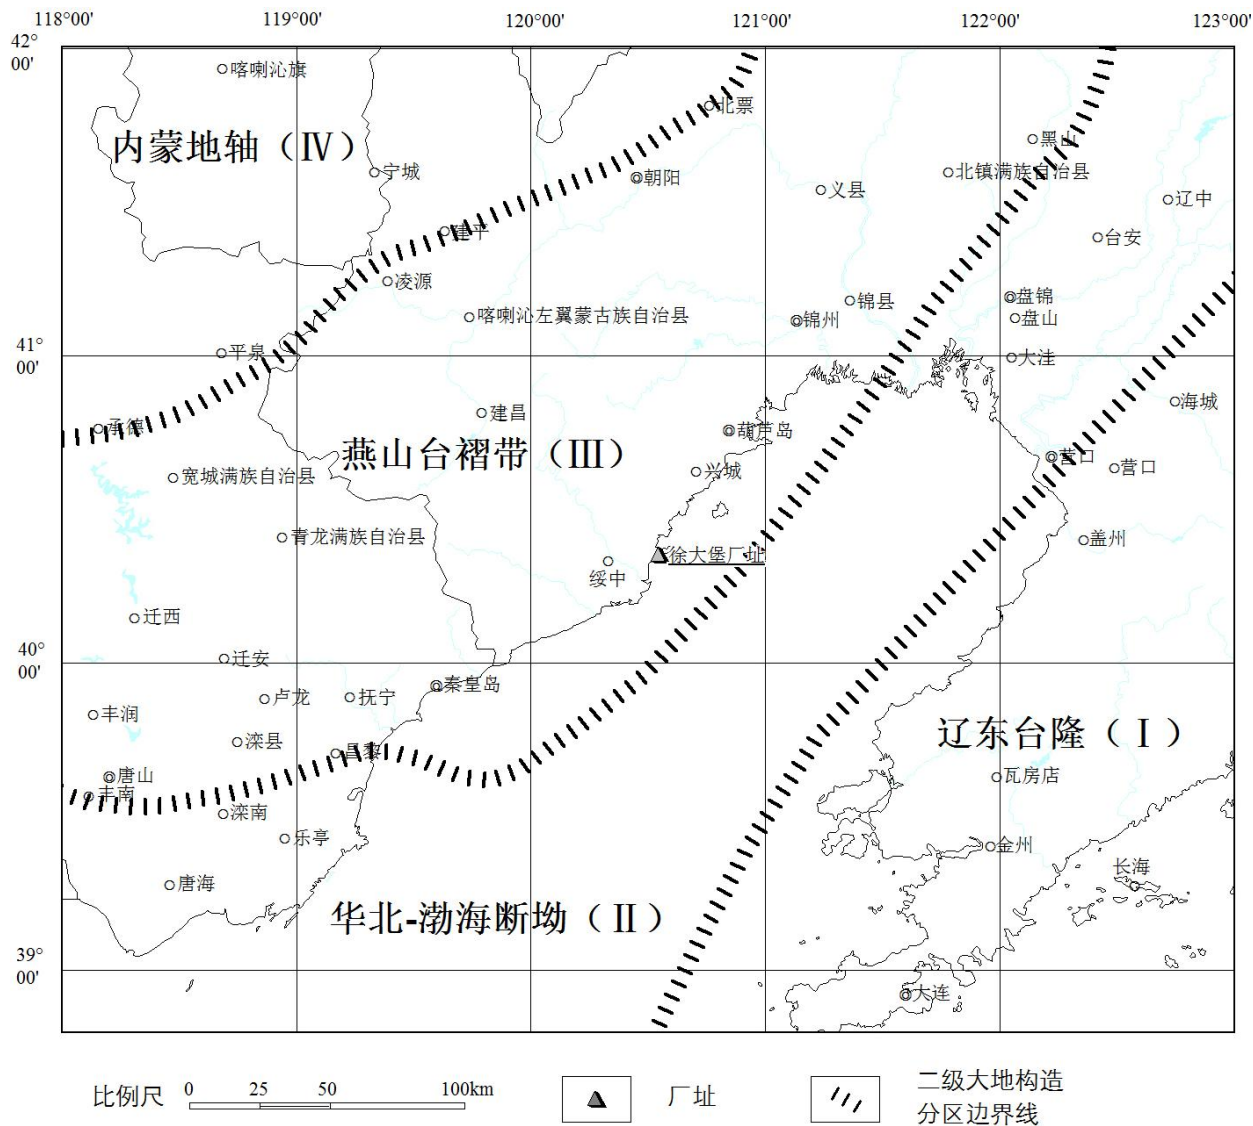 118°00' 119°00' 120°00' 121°00' 122°00' 123°00'
42°
00'
喀喇沁旗
北票
黑山
内蒙地轴（Ⅳ）
宁城
朝阳
义县
北镇满族自治县
辽中
建平
台安
凌源
喀喇沁左翼蒙古族自治县
锦州
锦县
盘锦
盘山
41°
00'
平泉
大洼
承德
建昌
葫芦岛
海城
燕山台褶带（Ⅲ）
宽城满族自治县
兴城
营口
营口
青龙满族自治县
盖州
绥中
徐大堡厂址
迁西
40°
00'
迁安
卢龙
抚宁
秦皇岛
丰润
滦县
昌黎
辽东台隆（Ⅰ）
唐山
丰南
瓦房店
滦南
乐亭
金州
唐海
长海
华北-渤海断坳（Ⅱ）
39°
00'
大连
比例尺 0 25 50 100km
厂址
二级大地构造
分区边界线